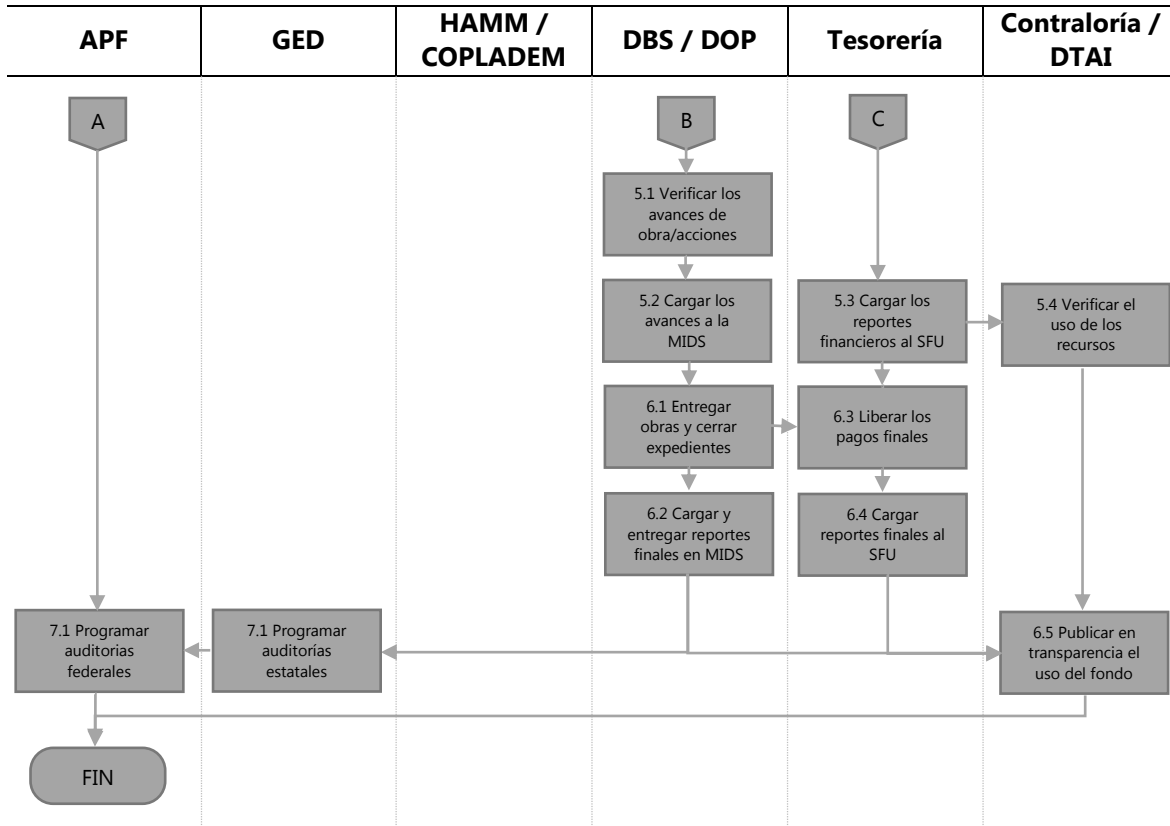 APF
GED
HAMM /
COPLADEM
DBS / DOP
Tesorería
Contraloría /
DTAI
A
B
C
5.1 Verificar los
avances de
obra/acciones
5.2 Cargar los
avances a la
MIDS
5.3 Cargar los
reportes
financieros al SFU
5.4 Verificar el
uso de los
recursos
6.1 Entregar
obras y cerrar
expedientes
6.3 Liberar los
pagos finales
6.2 Cargar y
entregar reportes
finales en MIDS
6.4 Cargar
reportes finales al
SFU
7.1 Programar
auditorias
federales
7.1 Programar
auditorías
estatales
6.5 Publicar en
transparencia el
uso del fondo
FIN